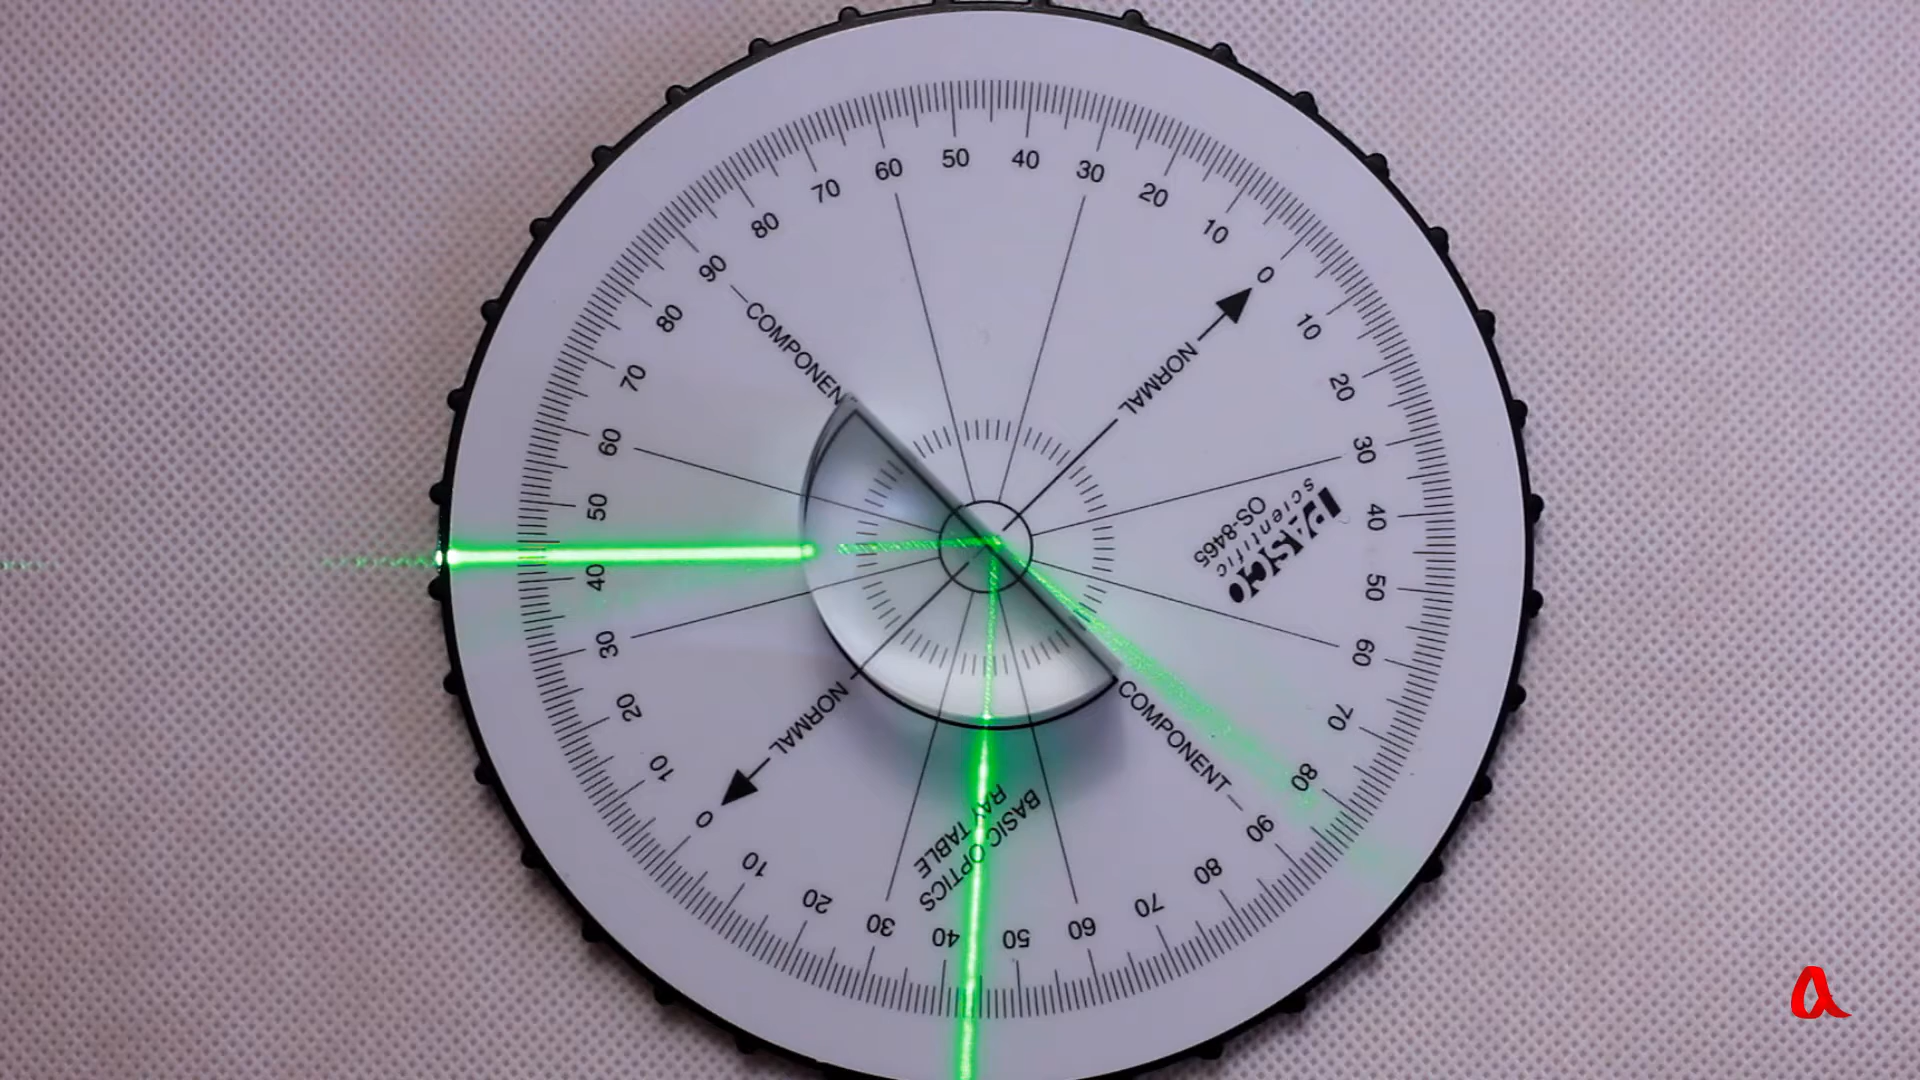 60 50 40 30
70 20
80 10
90 0
80 COMPONEN 10
70 NORMAL 20
60 30
50 PASCO 40
scientific
OS-8465
40 50
30 60
20 NORMAL COMPONENT 70
10 80
0 90
BASIC OPTICS
RAY TABLE
10 80
20 70
30 40 50 60
a